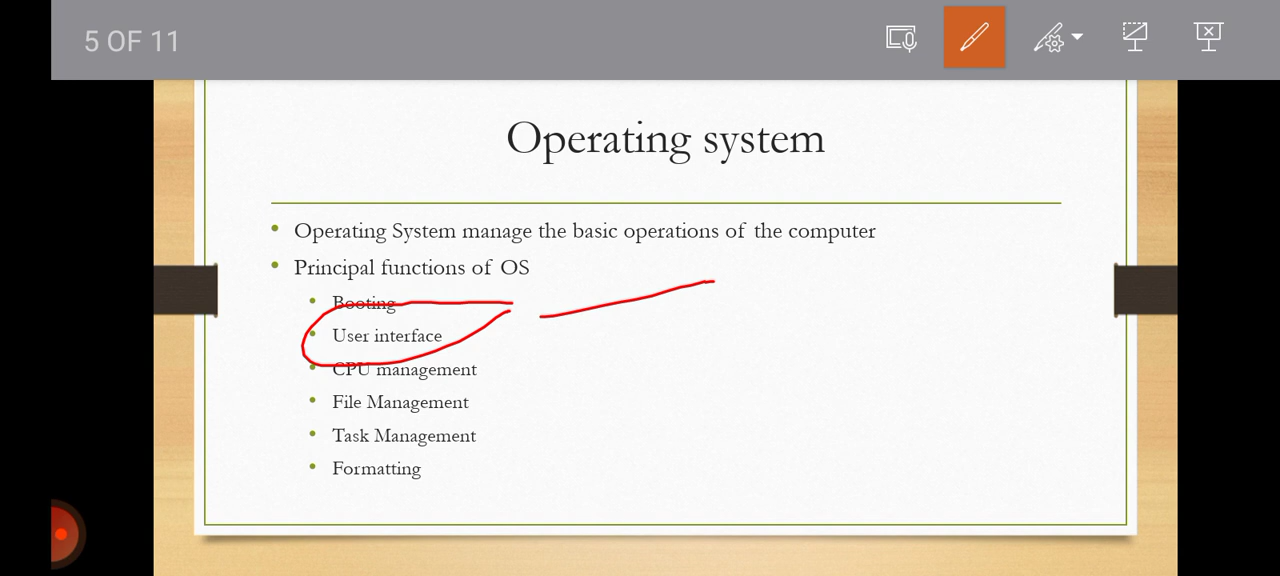 5 OF 11
Operating system
Operating System manage the basic operations of the computer
Principal functions of OS
Booting
User interface
CPU management
File Management
Task Management
Formatting